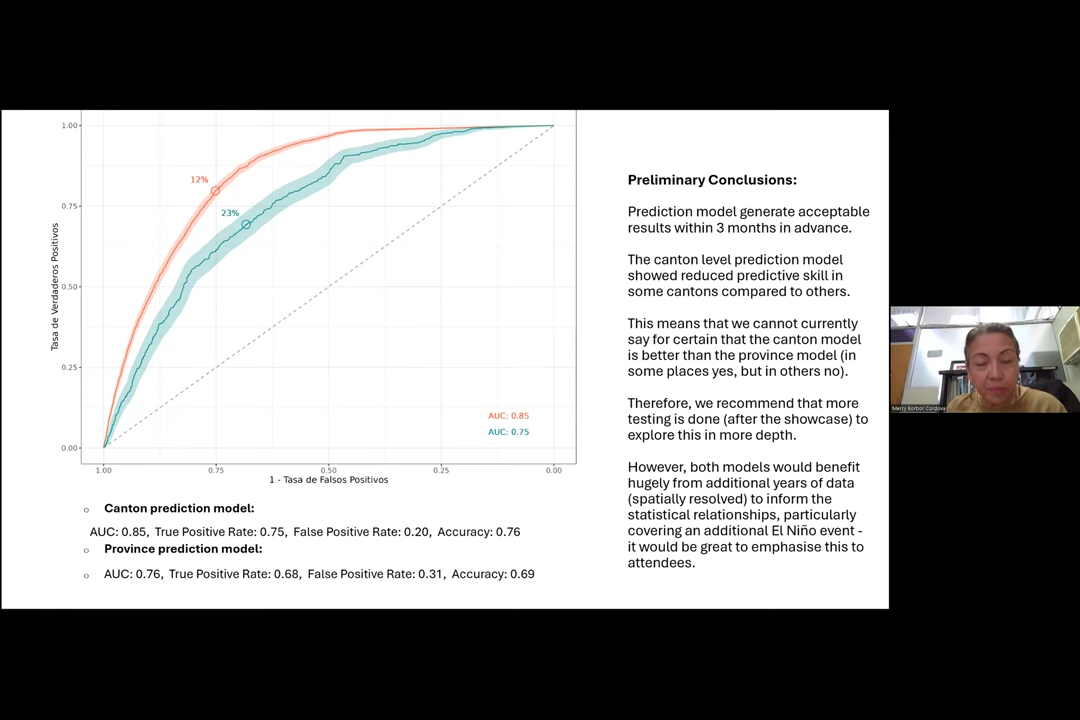 1.00
0.75
0.50
0.25
0.00
Tasa de Verdaderos Positivos
12%
23%
AUC: 0.85
AUC: 0.75
1.00
0.75
0.50
0.25
0.00
1 - Tasa de Falsos Positivos
Canton prediction model:
AUC: 0.85, True Positive Rate: 0.75, False Positive Rate: 0.20, Accuracy: 0.76
Province prediction model:
AUC: 0.76, True Positive Rate: 0.68, False Positive Rate: 0.31, Accuracy: 0.69
Preliminary Conclusions:
Prediction model generate acceptable
results within 3 months in advance.
The canton level prediction model
showed reduced predictive skill in
some cantons compared to others.
This means that we cannot currently
say for certain that the canton model
is better than the province model (in
some places yes, but in others no).
Therefore, we recommend that more
testing is done (after the showcase) to
explore this in more depth.
However, both models would benefit
hugely from additional years of data
(spatially resolved) to inform the
statistical relationships, particularly
covering an additional El Niño event -
it would be great to emphasise this to
attendees.
Mercy Borbor Cordova